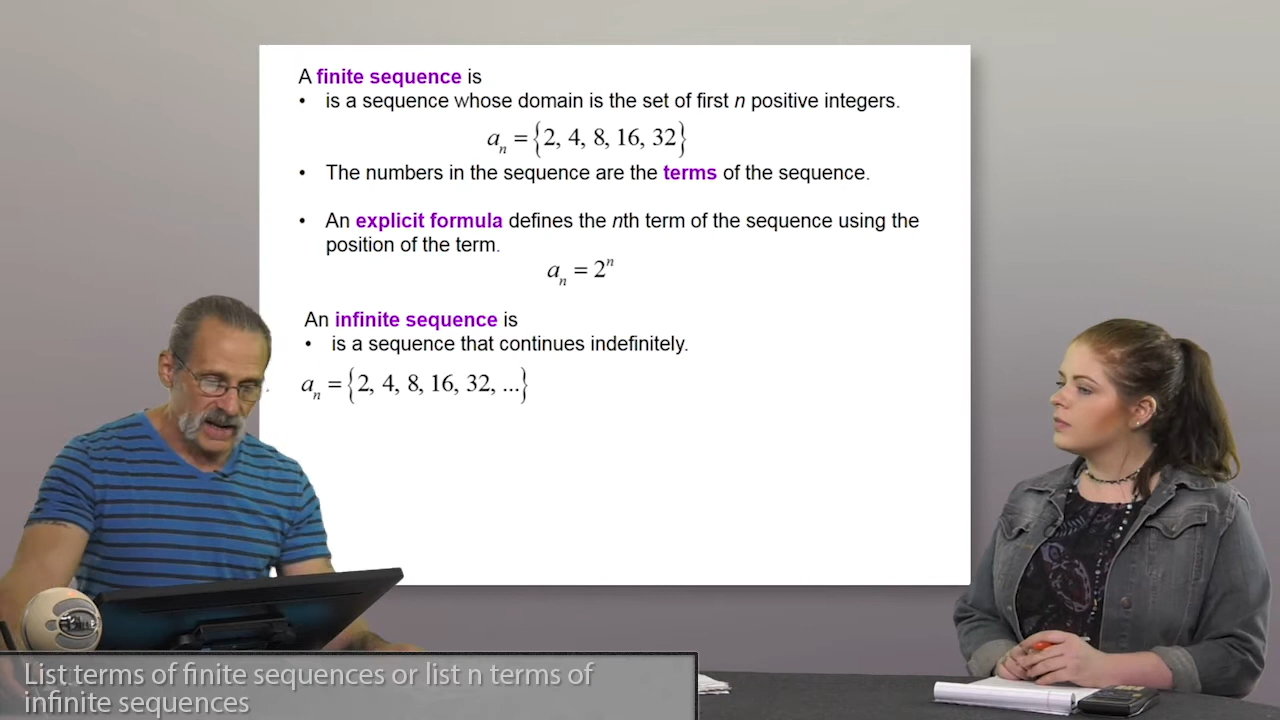 A finite sequence is
• is a sequence whose domain is the set of first n positive integers.
aₙ = {2, 4, 8, 16, 32}
• The numbers in the sequence are the terms of the sequence.
• An explicit formula defines the nth term of the sequence using the
position of the term.
aₙ = 2ⁿ
An infinite sequence is
• is a sequence that continues indefinitely.
aₙ = {2, 4, 8, 16, 32, ...}
List terms of finite sequences or list n terms of
infinite sequences